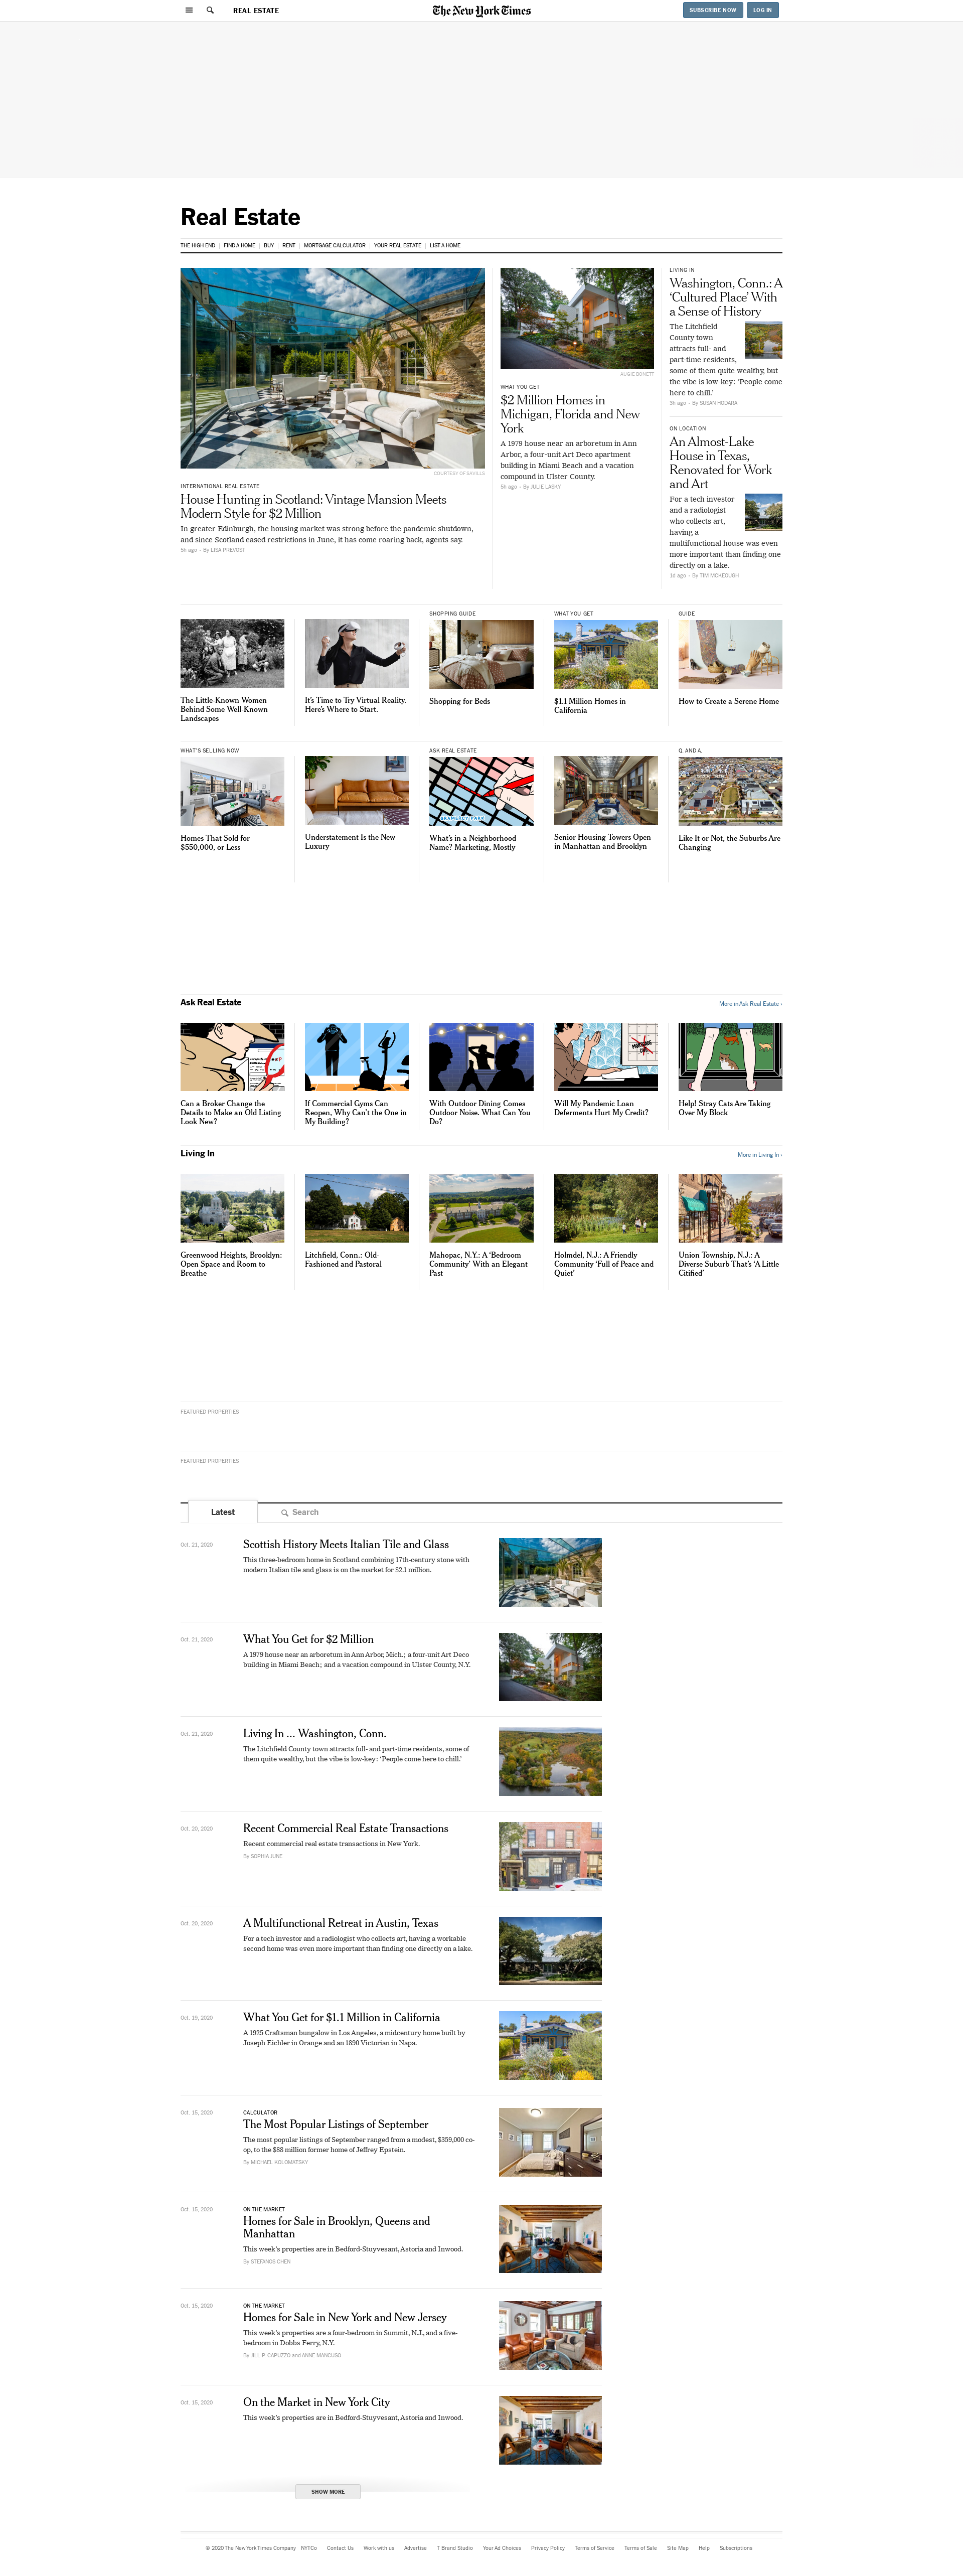 REAL ESTATE
The New York Times
SUBSCRIBE NOW
LOG IN
Real Estate
THE HIGH END
FIND A HOME
BUY
RENT
MORTGAGE CALCULATOR
YOUR REAL ESTATE
LIST A HOME
COURTESY OF SAVILLS
INTERNATIONAL REAL ESTATE
House Hunting in Scotland: Vintage Mansion Meets
Modern Style for $2 Million
In greater Edinburgh, the housing market was strong before the pandemic shutdown,
and since Scotland eased restrictions in June, it has come roaring back, agents say.
5h ago – By LISA PREVOST
WHAT YOU GET
$2 Million Homes in
Michigan, Florida and New
York
A 1979 house near an arboretum in Ann
Arbor, a four-unit Art Deco apartment
building in Miami Beach and a vacation
compound in Ulster County.
5h ago – By JULIE LASKY
LIVING IN
Washington, Conn.: A
‘Cultured Place’ With
a Sense of History
The Litchfield
County town
attracts full- and
part-time residents,
some of them quite wealthy, but
the vibe is low-key: ‘People come
here to chill.’
3h ago – By SUSAN HODARA
ON LOCATION
An Almost-Lake
House in Texas,
Renovated for Work
and Art
For a tech investor
and a radiologist
who collects art,
having a
multifunctional house was even
more important than finding one
directly on a lake.
1d ago – By TIM MCKEOUGH
The Little-Known Women
Behind Some Well-Known
Landscapes
It’s Time to Try Virtual Reality.
Here’s Where to Start.
SHOPPING GUIDE
Shopping for Beds
WHAT YOU GET
$1.1 Million Homes in
California
GUIDE
How to Create a Serene Home
WHAT’S SELLING NOW
Homes That Sold for
$550,000, or Less
Understatement Is the New
Luxury
ASK REAL ESTATE
GRAMERCY PARK
What’s in a Neighborhood
Name? Marketing, Mostly
Senior Housing Towers Open
in Manhattan and Brooklyn
Q. AND A.
Like It or Not, the Suburbs Are
Changing
Ask Real Estate
More in Ask Real Estate ›
Can a Broker Change the
Details to Make an Old Listing
Look New?
If Commercial Gyms Can
Reopen, Why Can’t the One in
My Building?
With Outdoor Dining Comes
Outdoor Noise. What Can You
Do?
Will My Pandemic Loan
Deferments Hurt My Credit?
Help! Stray Cats Are Taking
Over My Block
Living In
More in Living In ›
Greenwood Heights, Brooklyn:
Open Space and Room to
Breathe
Litchfield, Conn.: Old-
Fashioned and Pastoral
Mahopac, N.Y.: A ‘Bedroom
Community’ With an Elegant
Past
Holmdel, N.J.: A Friendly
Community ‘Full of Peace and
Quiet’
Union Township, N.J.: A
Diverse Suburb That’s ‘A Little
Citified’
FEATURED PROPERTIES
FEATURED PROPERTIES
Latest
Search
Oct. 21, 2020
Scottish History Meets Italian Tile and Glass
This three-bedroom home in Scotland combining 17th-century stone with
modern Italian tile and glass is on the market for $2.1 million.
Oct. 21, 2020
What You Get for $2 Million
A 1979 house near an arboretum in Ann Arbor, Mich.; a four-unit Art Deco
building in Miami Beach; and a vacation compound in Ulster County, N.Y.
Oct. 21, 2020
Living In ... Washington, Conn.
The Litchfield County town attracts full- and part-time residents, some of
them quite wealthy, but the vibe is low-key: ‘People come here to chill.’
Oct. 20, 2020
Recent Commercial Real Estate Transactions
Recent commercial real estate transactions in New York.
By SOPHIA JUNE
Oct. 20, 2020
A Multifunctional Retreat in Austin, Texas
For a tech investor and a radiologist who collects art, having a workable
second home was even more important than finding one directly on a lake.
Oct. 19, 2020
What You Get for $1.1 Million in California
A 1925 Craftsman bungalow in Los Angeles, a midcentury home built by
Joseph Eichler in Orange and an 1890 Victorian in Napa.
Oct. 15, 2020
CALCULATOR
The Most Popular Listings of September
The most popular listings of September ranged from a modest, $359,000 co-
op, to the $88 million former home of Jeffrey Epstein.
By MICHAEL KOLOMATSKY
Oct. 15, 2020
ON THE MARKET
Homes for Sale in Brooklyn, Queens and
Manhattan
This week’s properties are in Bedford-Stuyvesant, Astoria and Inwood.
By STEFANOS CHEN
Oct. 15, 2020
ON THE MARKET
Homes for Sale in New York and New Jersey
This week’s properties are a four-bedroom in Summit, N.J., and a five-
bedroom in Dobbs Ferry, N.Y.
By JILL P. CAPUZZO and ANNE MANCUSO
Oct. 15, 2020
On the Market in New York City
This week’s properties are in Bedford-Stuyvesant, Astoria and Inwood.
SHOW MORE
© 2020 The New York Times Company
NYTCo
Contact Us
Work with us
Advertise
T Brand Studio
Your Ad Choices
Privacy Policy
Terms of Service
Terms of Sale
Site Map
Help
Subscriptions